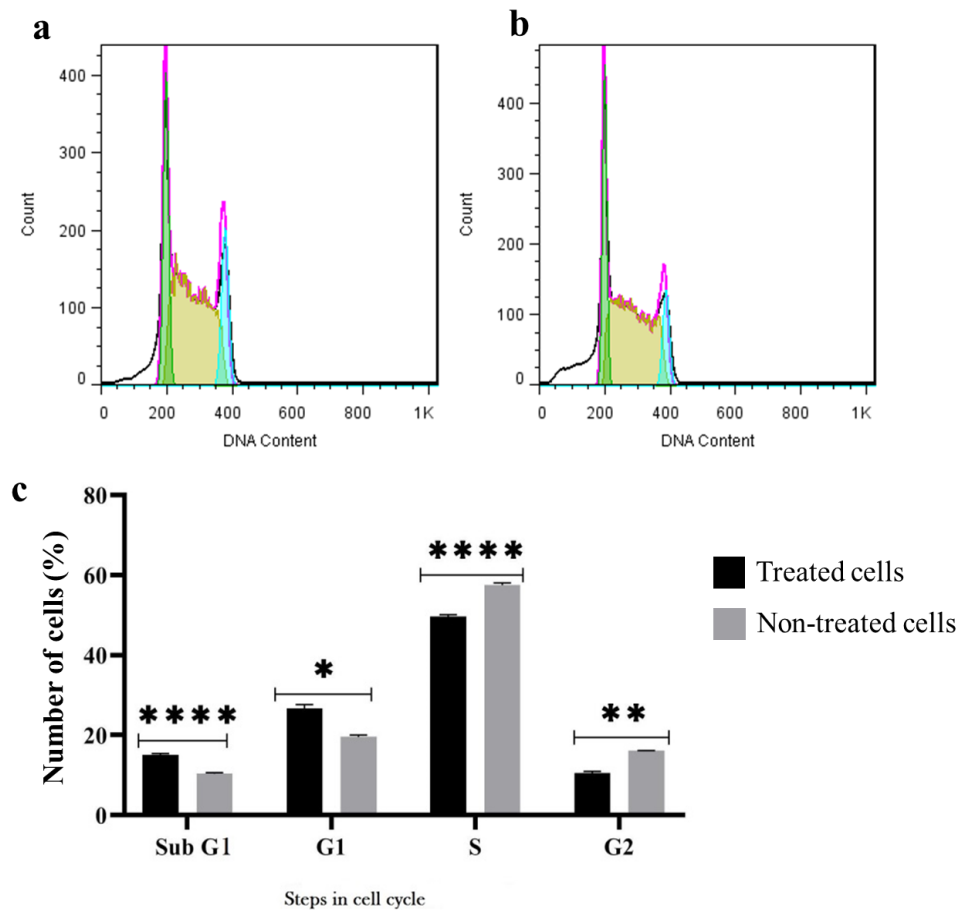 a
400
300
200
100
0
Count
0 200 400 600 800 1K
DNA Content
b
400
300
200
100
0
Count
0 200 400 600 800 1K
DNA Content
c
80
60
40
20
0
Number of cells (%)
✱✱✱✱
✱
✱✱✱✱
✱✱
Sub G1 G1 S G2
Steps in cell cycle
Treated cells
Non-treated cells